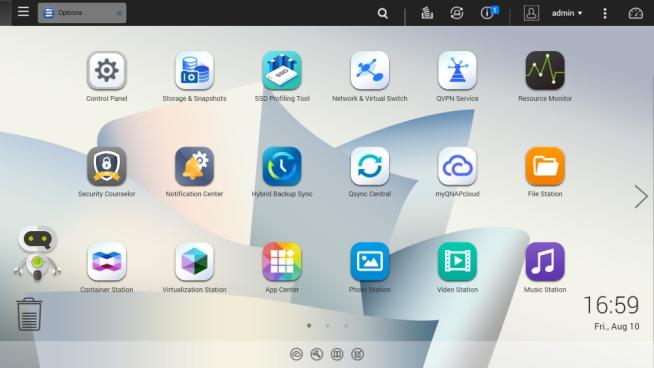 Options
1
admin
Control Panel
Storage & Snapshots
SSD Profiling Tool
Network & Virtual Switch
QVPN Service
Resource Monitor
Security Counselor
Notification Center
Hybrid Backup Sync
Qsync Central
myQNAPcloud
File Station
Container Station
Virtualization Station
App Center
Photo Station
Video Station
Music Station
16:59
Fri., Aug 10